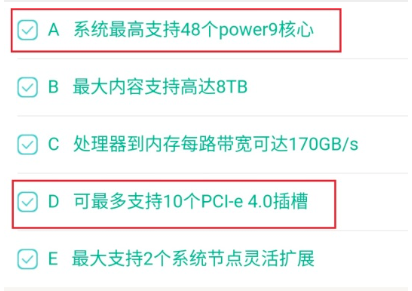 A 系统最高支持48个power9核心
B 最大内容支持高达8TB
C 处理器到内存每路带宽可达170GB/s
D 可最多支持10个PCI-e 4.0插槽
E 最大支持2个系统节点灵活扩展